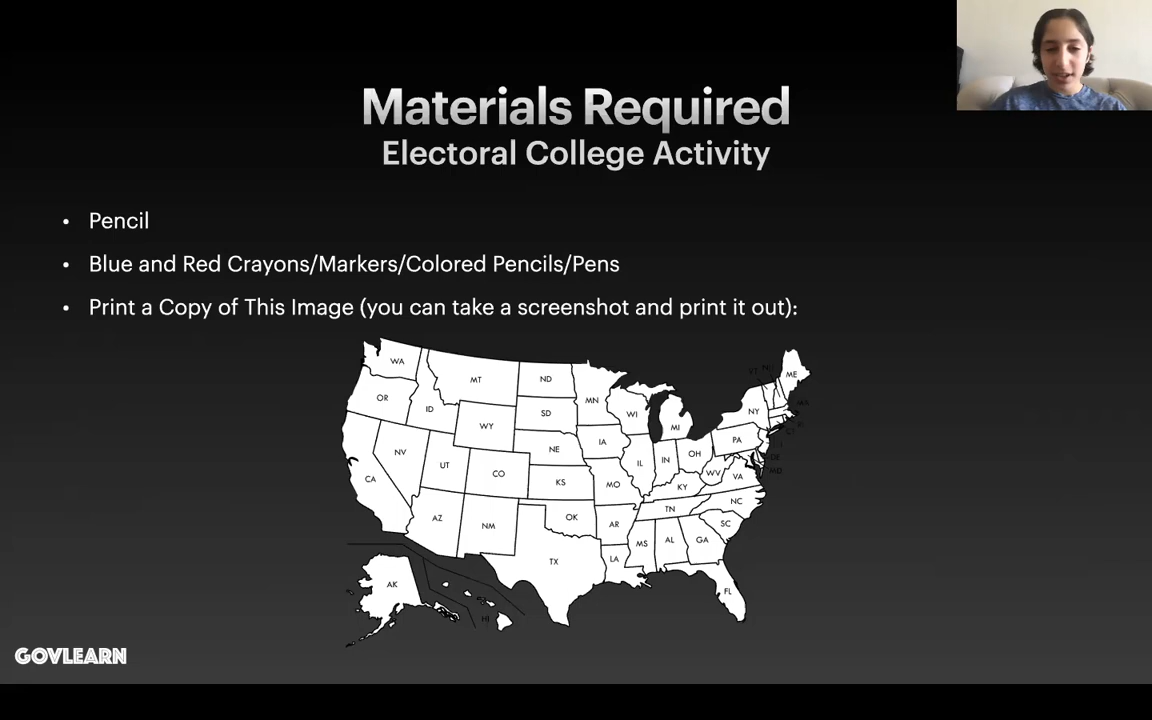 Materials Required
Electoral College Activity
• Pencil
• Blue and Red Crayons/Markers/Colored Pencils/Pens
• Print a Copy of This Image (you can take a screenshot and print it out):
WA
MT
ND
MN
ME
OR
ID
SD
WI
NY
WY
MI
NV
NE
IA
PA
UT
CO
IL
IN
OH
DE
MD
CA
KS
MO
KY
WV
VA
AZ
NM
OK
AR
TN
NC
SC
TX
LA
MS
AL
GA
AK
HI
FL
GOVLEARN